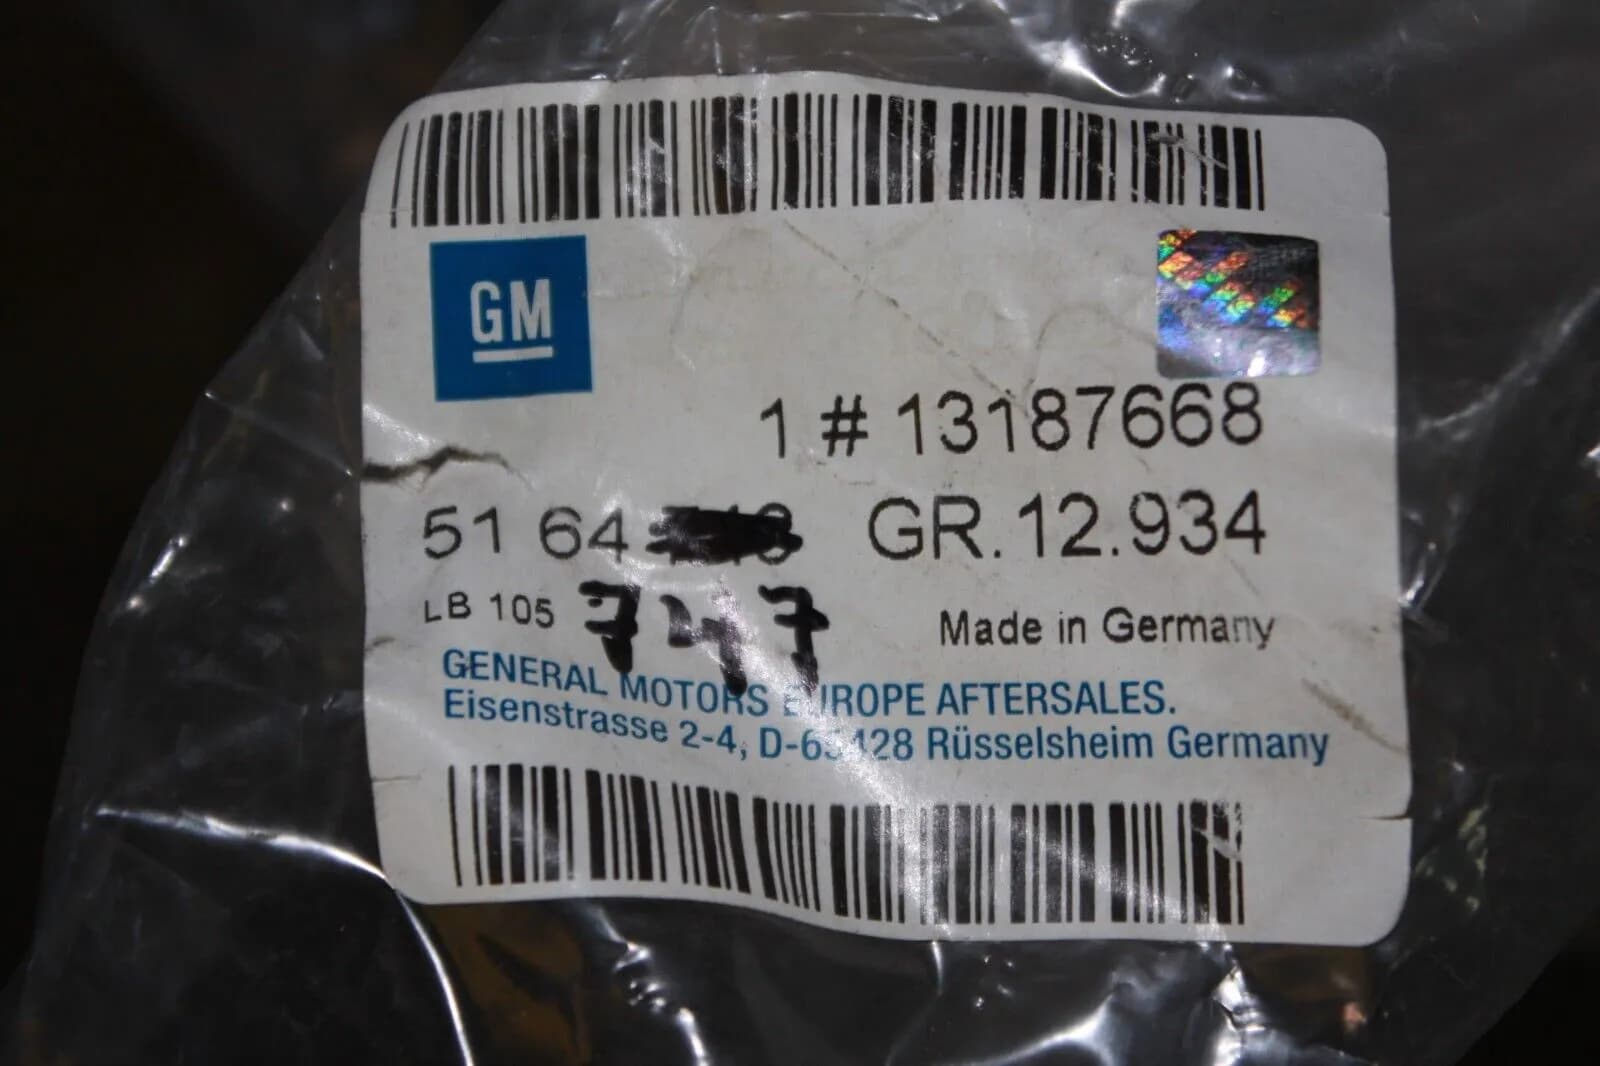 GM
1 # 13187668
51 64 GR. 12.934
LB 105 747 Made in Germany
GENERAL MOTORS EUROPE AFTERSALES.
Eisenstrasse 2-4, D-65428 Rüsselsheim Germany